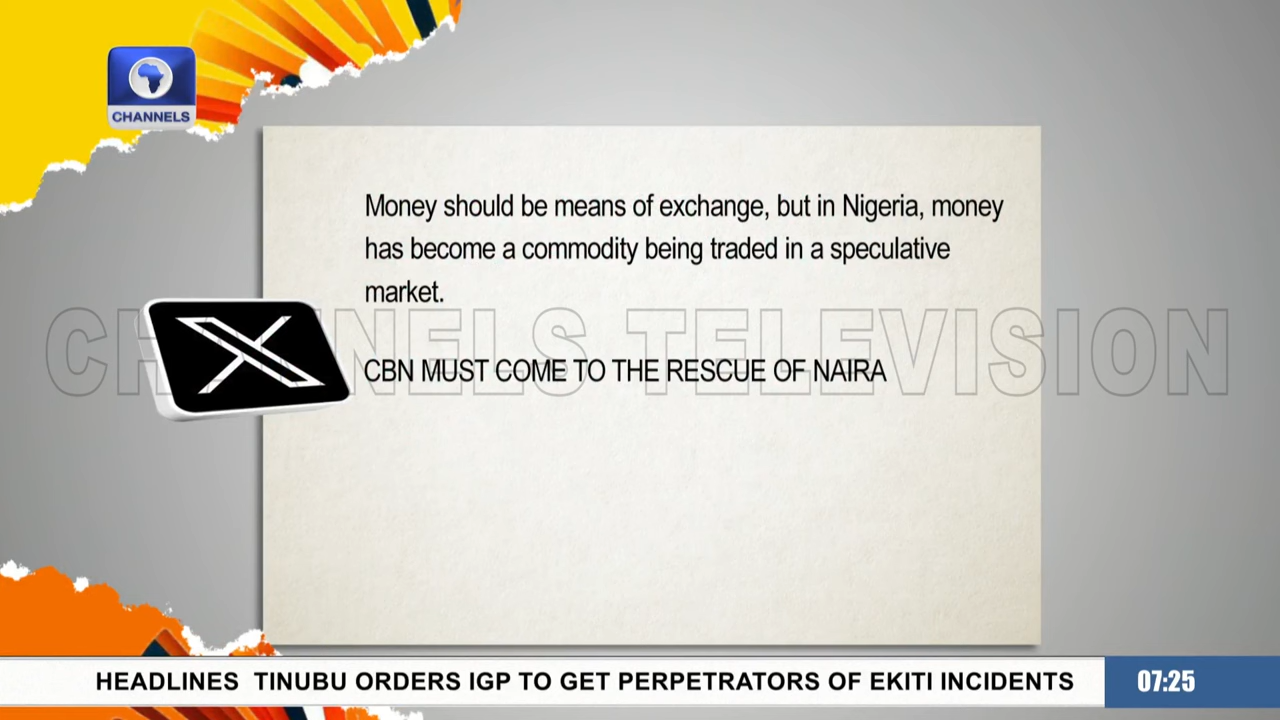 CHANNELS
Money should be means of exchange, but in Nigeria, money
has become a commodity being traded in a speculative
market.
CHANNELS TELEVISION
CBN MUST COME TO THE RESCUE OF NAIRA
HEADLINES TINUBU ORDERS IGP TO GET PERPETRATORS OF EKITI INCIDENTS
07:25